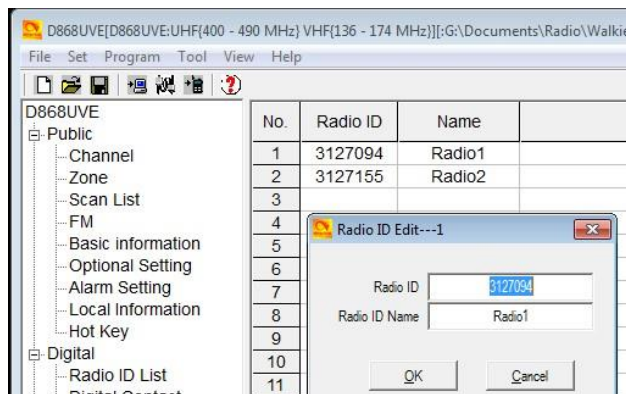 D868UVE[D868UVE:UHF{400 - 490 MHz} VHF{136 - 174 MHz}][:G:\Documents\Radio\Walkie
File Set Program Tool View Help
D868UVE
Public
Channel
Zone
Scan List
FM
Basic information
Optional Setting
Alarm Setting
Local Information
Hot Key
Digital
Radio ID List
No. Radio ID Name
1 3127094 Radio1
2 3127155 Radio2
3
4
5
6
7
8
9
10
11
Radio ID Edit---1
Radio ID 3127094
Radio ID Name Radio1
OK Cancel